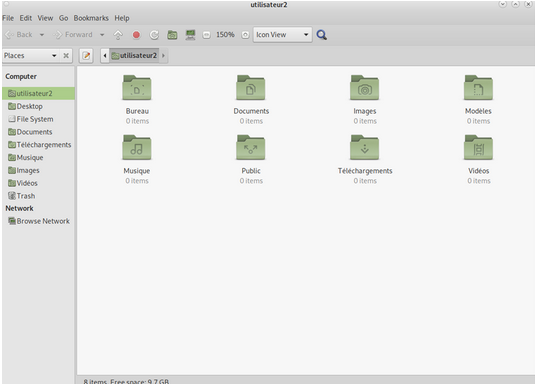 utilisateur2
File Edit View Go Bookmarks Help
Back Forward 150% Icon View
Places utilisateur2
Computer
utilisateur2
Desktop
File System
Documents
Téléchargements
Musique
Images
Vidéos
Trash
Network
Browse Network
Bureau Documents Images Modèles
0 items 0 items 0 items 0 items
Musique Public Téléchargements Vidéos
0 items 0 items 0 items 0 items
8 items, Free space: 9,7 GB